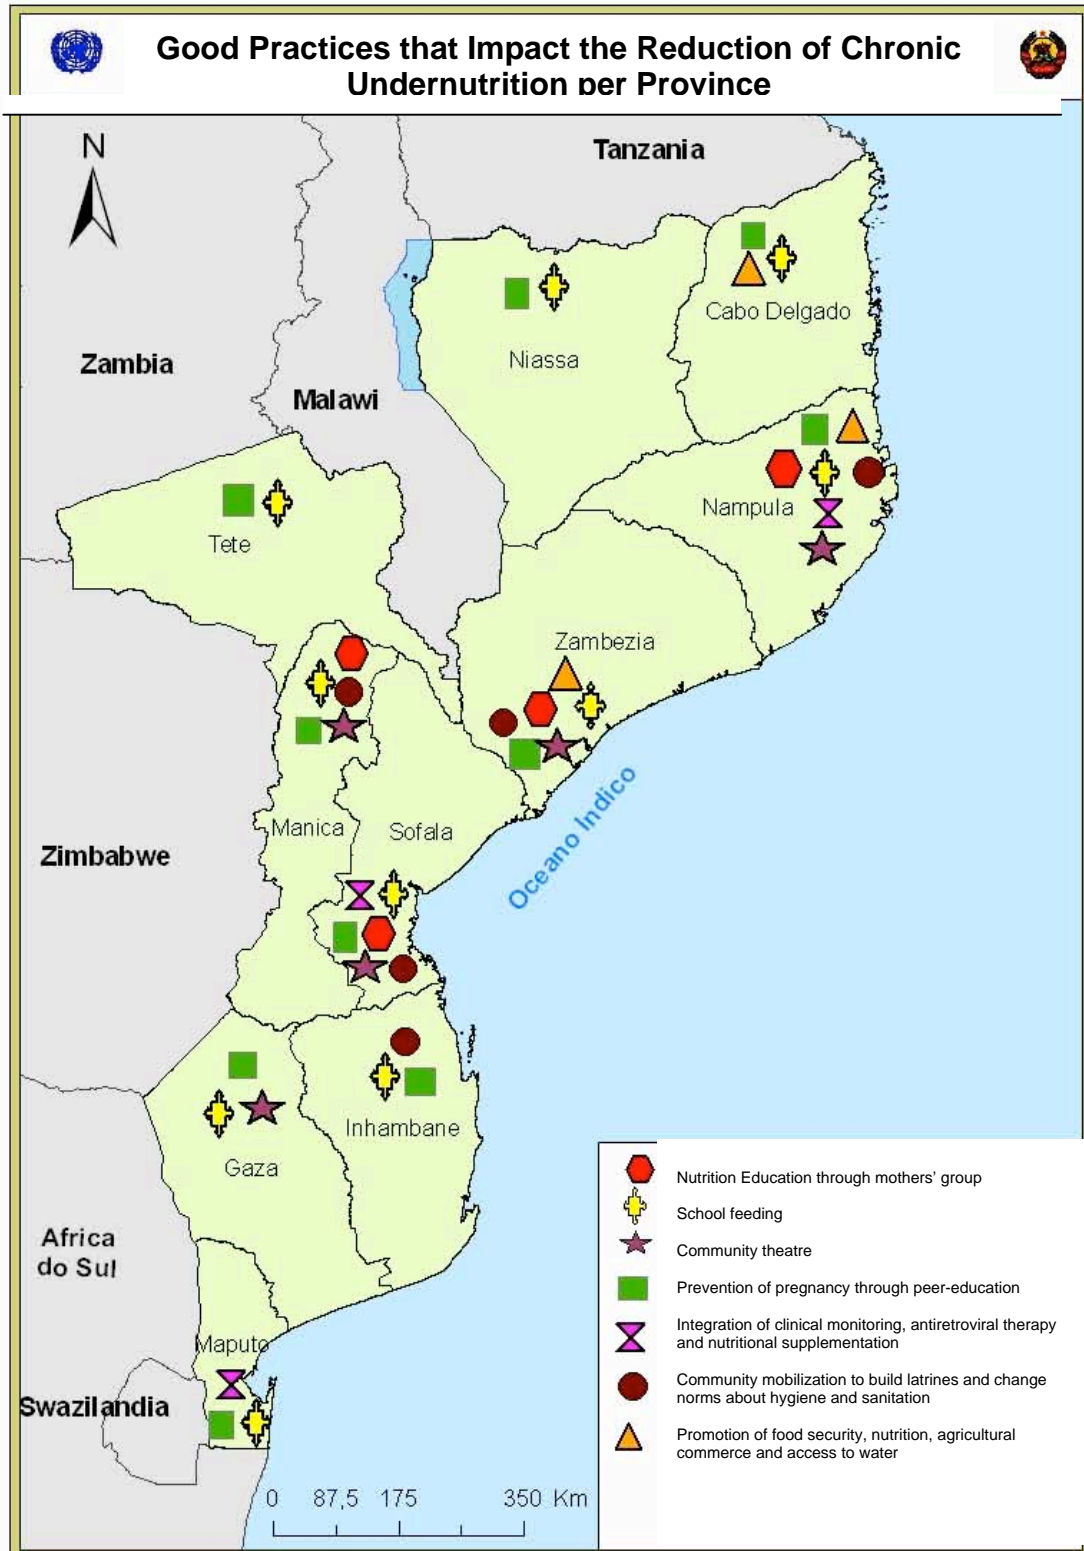 Good Practices that Impact the Reduction of Chronic
Undernutrition per Province
N
Tanzania
Cabo Delgado
Niassa
Zambia
Malawi
Nampula
Tete
Zambezia
Oceano Indico
Manica
Sofala
Zimbabwe
Inhambane
Gaza
Africa
do Sul
Maputo
Swazilandia
Nutrition Education through mothers' group
School feeding
Community theatre
Prevention of pregnancy through peer-education
Integration of clinical monitoring, antiretroviral therapy
and nutritional supplementation
Community mobilization to build latrines and change
norms about hygiene and sanitation
Promotion of food security, nutrition, agricultural
commerce and access to water
0 87,5 175 350 Km